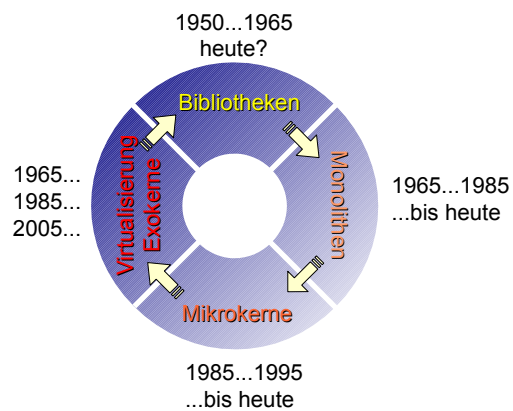 1950...1965
heute?
Bibliotheken
Monolithen
1965...1985
...bis heute
Mikrokerne
1985...1995
...bis heute
Virtualisierung
Exokerne
1965...
1985...
2005...